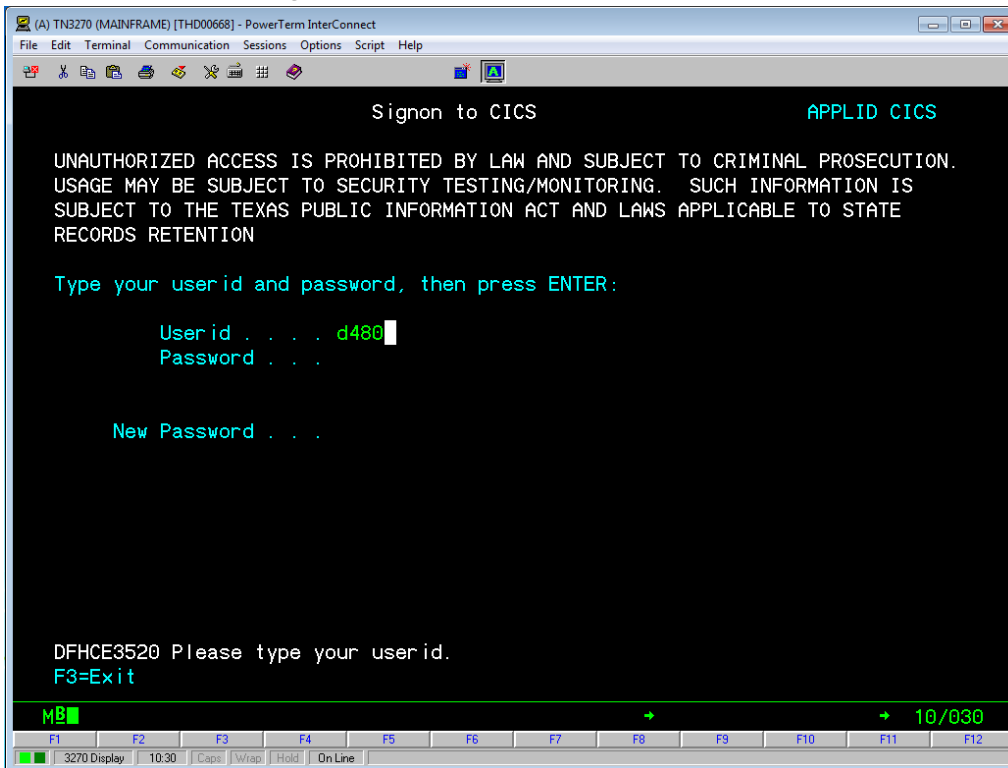 (A) TN3270 (MAINFRAME) [THD00668] - PowerTerm InterConnect
File Edit Terminal Communication Sessions Options Script Help
A
Signon to CICS APPLID CICS
UNAUTHORIZED ACCESS IS PROHIBITED BY LAW AND SUBJECT TO CRIMINAL PROSECUTION.
USAGE MAY BE SUBJECT TO SECURITY TESTING/MONITORING. SUCH INFORMATION IS
SUBJECT TO THE TEXAS PUBLIC INFORMATION ACT AND LAWS APPLICABLE TO STATE
RECORDS RETENTION
Type your userid and password, then press ENTER:
Userid . . . . d480
Password . . .
New Password . . .
DFHCE3520 Please type your userid.
F3=Exit
MB → → 10/030
F1 F2 F3 F4 F5 F6 F7 F8 F9 F10 F11 F12
3270 Display 10:30 Caps Wrap Hold On Line